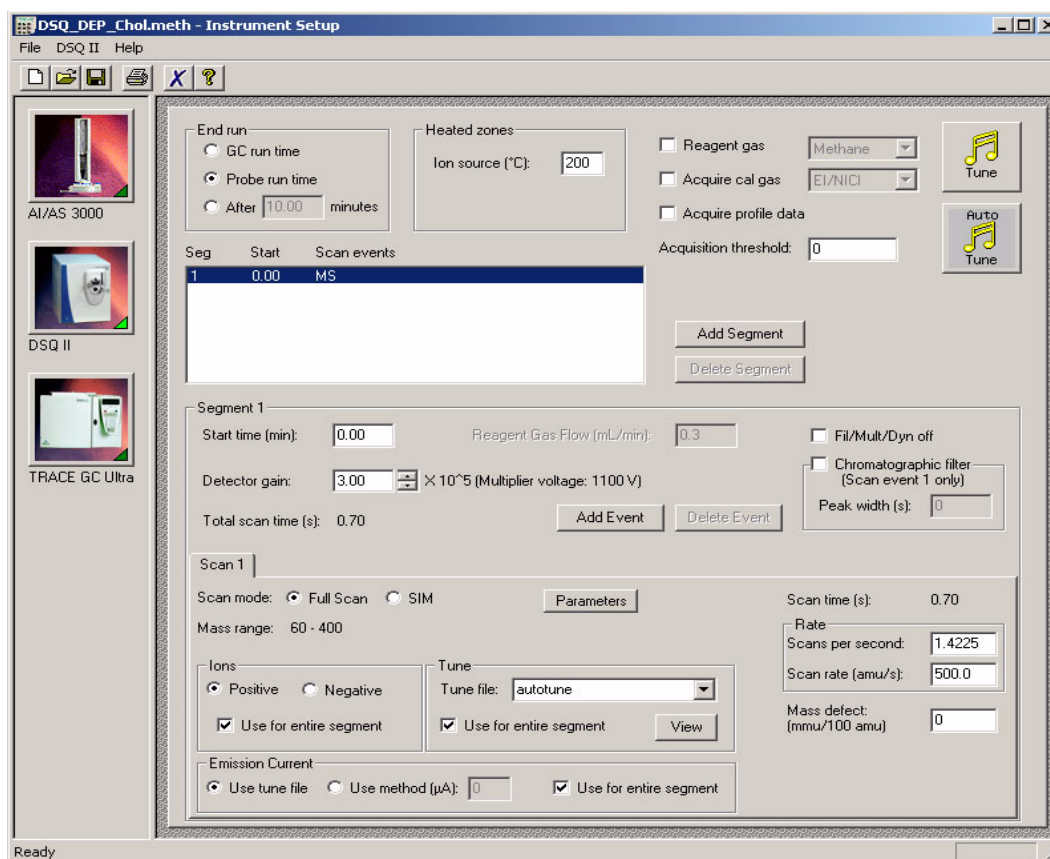 DSQ_DEP_Chol.meth - Instrument Setup
File DSQ II Help
X ?
AI/AS 3000
DSQ II
TRACE GC Ultra
End run
GC run time
Probe run time
After 10.00 minutes
Heated zones
Ion source (°C): 200
Reagent gas Methane
Acquire cal gas EI/NICI
Acquire profile data
Acquisition threshold: 0
Tune
Auto
Tune
Seg Start Scan events
1 0.00 MS
Add Segment
Delete Segment
Segment 1
Start time (min): 0.00 Reagent Gas Flow (mL/min): 0.3
Detector gain: 3.00 X 10^5 (Multiplier voltage: 1100 V)
Total scan time (s): 0.70 Add Event Delete Event
Fil/Mult/Dyn off
Chromatographic filter
(Scan event 1 only)
Peak width (s): 0
Scan 1
Scan mode: Full Scan SIM Parameters
Mass range: 60 - 400
Scan time (s): 0.70
Rate
Scans per second: 1.4225
Scan rate (amu/s): 500.0
Mass defect:
(mmu/100 amu) 0
Ions
Positive Negative
Use for entire segment
Tune
Tune file: autotune
Use for entire segment View
Emission Current
Use tune file Use method (µA): 0 Use for entire segment
Ready